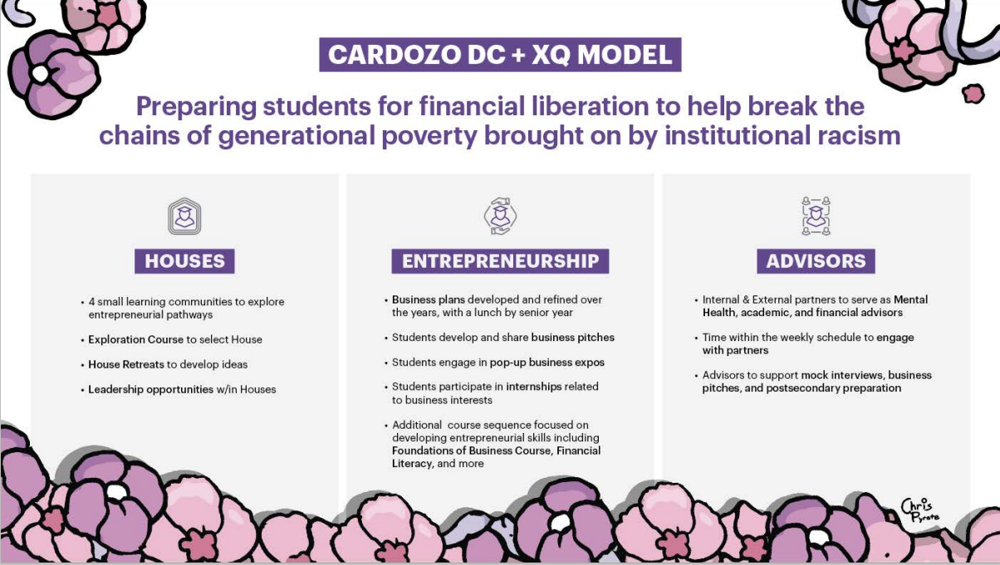 CARDOZO DC + XQ MODEL
Preparing students for financial liberation to help break the
chains of generational poverty brought on by institutional racism
HOUSES
• 4 small learning communities to explore
entrepreneurial pathways
• Exploration Course to select House
• House Retreats to develop ideas
• Leadership opportunities w/in Houses
ENTREPRENEURSHIP
• Business plans developed and refined over
the years, with a lunch by senior year
• Students develop and share business pitches
• Students engage in pop-up business expos
• Students participate in internships related
to business interests
• Additional course sequence focused on
developing entrepreneurial skills including
Foundations of Business Course, Financial
Literacy, and more
ADVISORS
• Internal & External partners to serve as Mental
Health, academic, and financial advisors
• Time within the weekly schedule to engage
with partners
• Advisors to support mock interviews, business
pitches, and postsecondary preparation
Chris
Pyrate